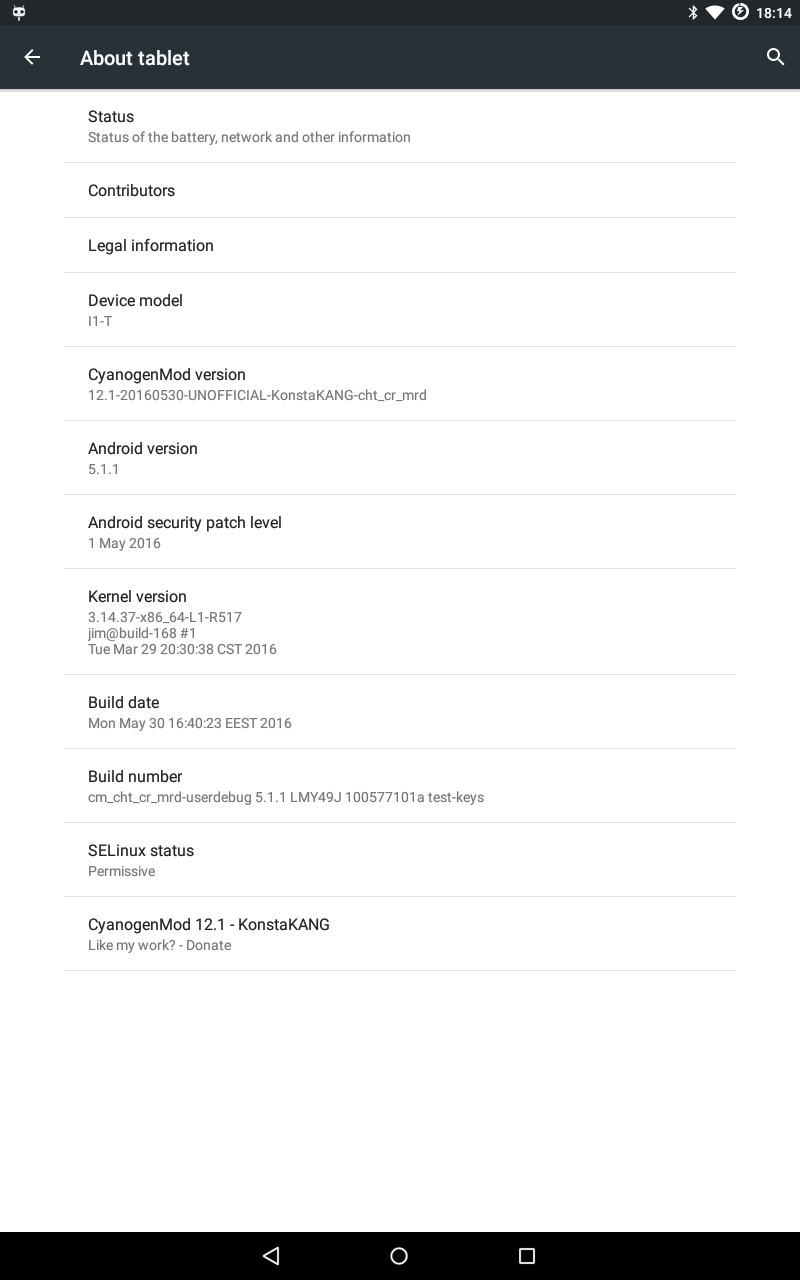 18:14
About tablet
Status
Status of the battery, network and other information
Contributors
Legal information
Device model
I1-T
CyanogenMod version
12.1-20160530-UNOFFICIAL-KonstaKANG-cht_cr_mrd
Android version
5.1.1
Android security patch level
1 May 2016
Kernel version
3.14.37-x86_64-L1-R517
jim@build-168 #1
Tue Mar 29 20:30:38 CST 2016
Build date
Mon May 30 16:40:23 EEST 2016
Build number
cm_cht_cr_mrd-userdebug 5.1.1 LMY49J 100577101a test-keys
SELinux status
Permissive
CyanogenMod 12.1 - KonstaKANG
Like my work? - Donate